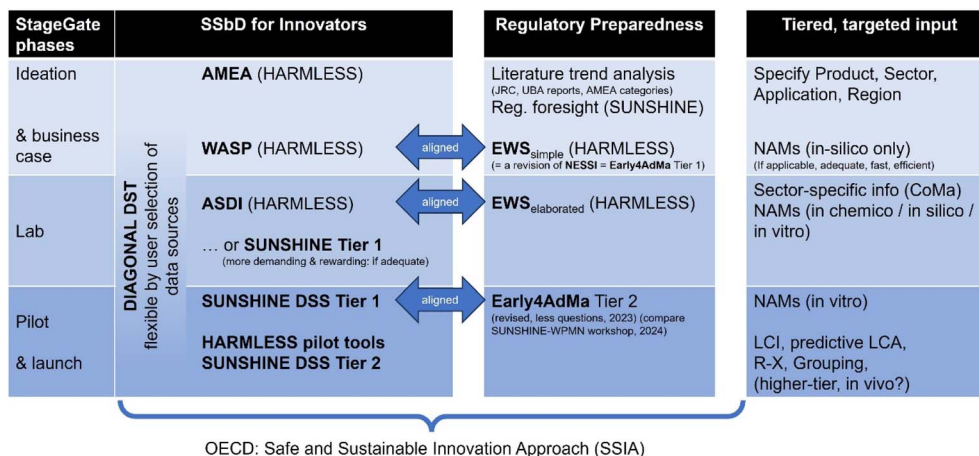 StageGate phases
SSbD for Innovators
Regulatory Preparedness
Tiered, targeted input
Ideation
& business case
DIAGONAL DST
flexible by user selection of
data sources
AMEA (HARMLESS)
Literature trend analysis
(JRC, UBA reports, AMEA categories)
Reg. foresight (SUNSHINE)
Specify Product, Sector,
Application, Region
WASP (HARMLESS)
aligned
EWSsimple (HARMLESS)
(= a revision of NESSI = Early4AdMa Tier 1)
NAMs (in-silico only)
(If applicable, adequate, fast, efficient)
Lab
ASDI (HARMLESS)
aligned
EWSelaborated (HARMLESS)
Sector-specific info (CoMa)
NAMs (in chemico / in silico /
in vitro)
… or SUNSHINE Tier 1
(more demanding & rewarding: if adequate)
Pilot
& launch
SUNSHINE DSS Tier 1
aligned
Early4AdMa Tier 2
(revised, less questions, 2023) (compare
SUNSHINE-WPMN workshop, 2024)
NAMs (in vitro)
HARMLESS pilot tools
SUNSHINE DSS Tier 2
LCI, predictive LCA,
R-X, Grouping,
(higher-tier, in vivo?)
OECD: Safe and Sustainable Innovation Approach (SSIA)